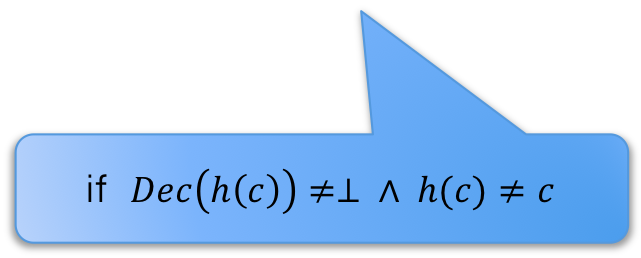 if Dec(h(c)) ≠⊥ ∧ h(c) ≠ c